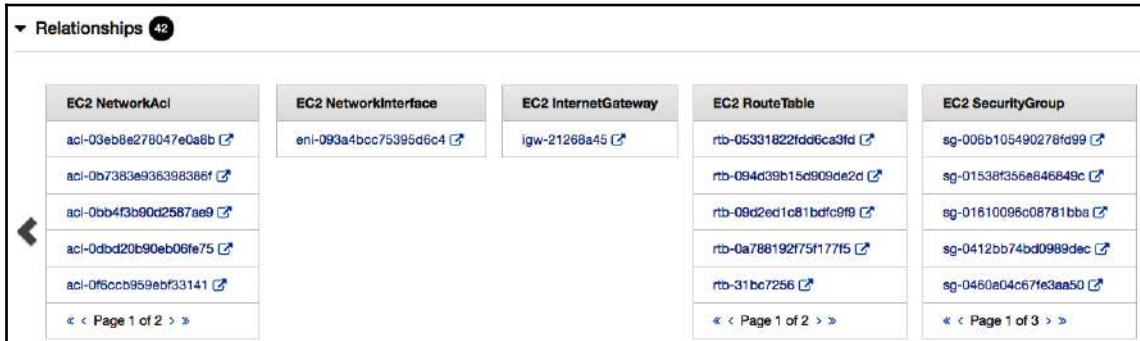 Relationships 42
EC2 NetworkAcl
acl-03eb8e278047e0a8b
acl-0b7383e936398386f
acl-0bb4f3b90d2587ae9
acl-0dbd20b90eb06fe75
acl-0f6ccb959ebf33141
« < Page 1 of 2 > »
EC2 NetworkInterface
eni-093a4bcc75395d6c4
EC2 InternetGateway
igw-21268a45
EC2 RouteTable
rtb-05331822fdd6ca3fd
rtb-094d39b15d909de2d
rtb-09d2ed1c81bdfc9f9
rtb-0a788192f75f177f5
rtb-31bc7256
« < Page 1 of 2 > »
EC2 SecurityGroup
sg-006b105490278fd99
sg-01538f356e846849c
sg-01610096c08781bba
sg-0412bb74bd0989dec
sg-0460a04c67fe3aa50
« < Page 1 of 3 > »